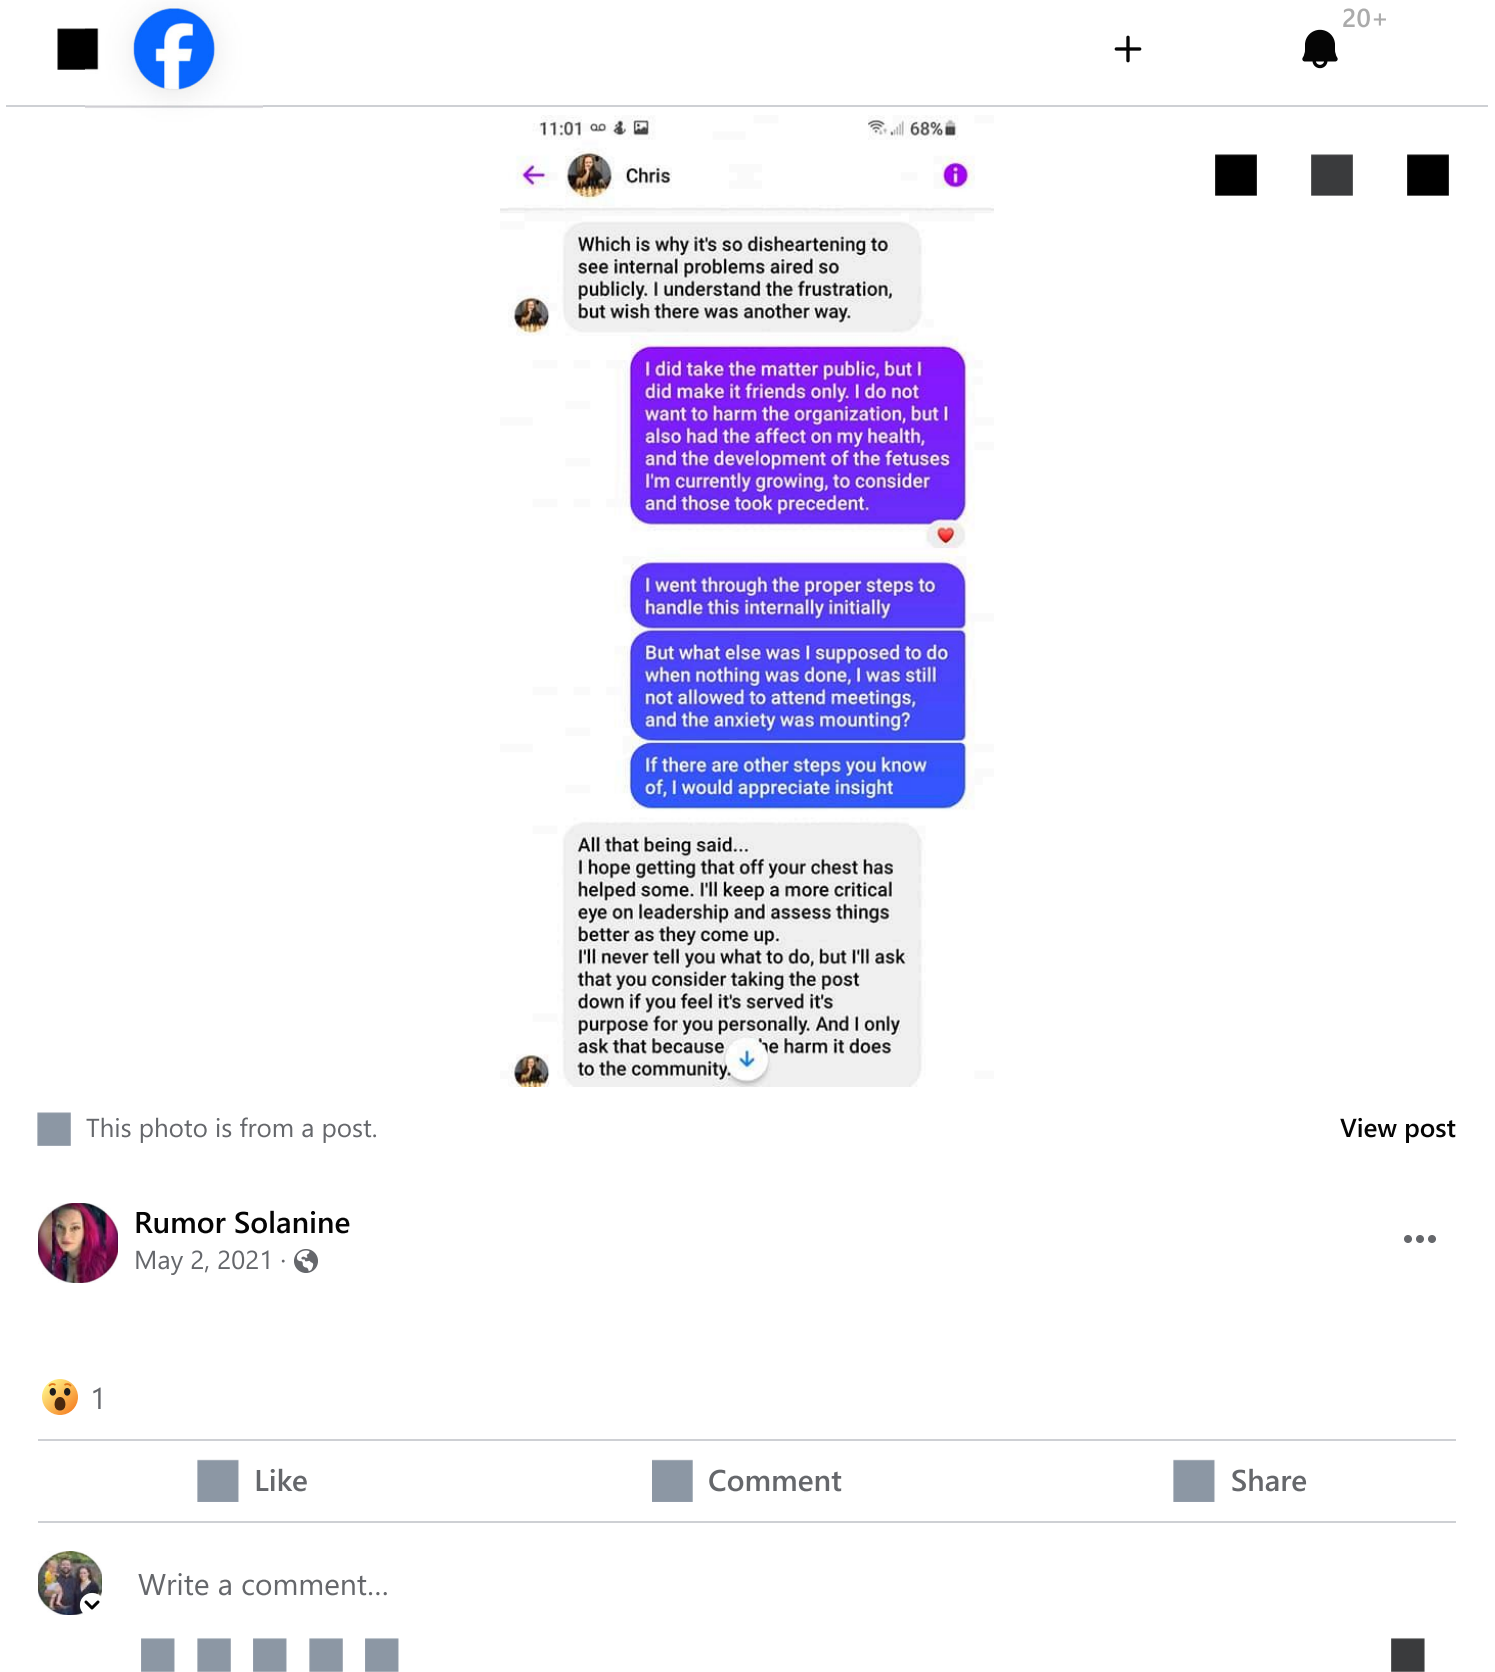 20+
11:01 68%
Chris
Which is why it's so disheartening to
see internal problems aired so
publicly. I understand the frustration,
but wish there was another way.
I did take the matter public, but I
did make it friends only. I do not
want to harm the organization, but I
also had the affect on my health,
and the development of the fetuses
I'm currently growing, to consider
and those took precedent.
I went through the proper steps to
handle this internally initially
But what else was I supposed to do
when nothing was done, I was still
not allowed to attend meetings,
and the anxiety was mounting?
If there are other steps you know
of, I would appreciate insight
All that being said...
I hope getting that off your chest has
helped some. I'll keep a more critical
eye on leadership and assess things
better as they come up.
I'll never tell you what to do, but I'll ask
that you consider taking the post
down if you feel it's served it's
purpose for you personally. And I only
ask that because harm it does
to the community.
This photo is from a post.
View post
Rumor Solanine
May 2, 2021 ·
1
Like Comment Share
Write a comment...